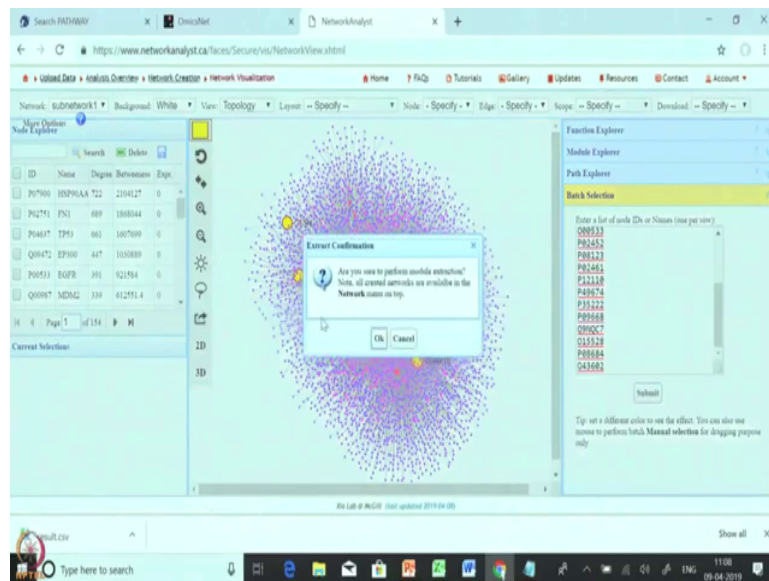 Search PATHWAY
OmicsNet
NetworkAnalyst
https://www.networkanalyst.ca/faces/Secure/vis/NetworkView.xhtml
Upload Data Analysis Overview Network Creation Network Visualization
Home FAQs Tutorials Gallery Updates Resources Contact Account
Network: subnetwork1 Background: White View: Topology Layout: -- Specify -- Node: - Specify - Edge: - Specify - Scope: -- Specify -- Download: -- Specify --
More Options
Node Explorer
Search Delete
ID Name Degree Betweenness Expr.
P07900 HSP90AA 722 2104127 0
P02751 FN1 689 1868044 0
P04637 TP53 661 1607699 0
Q09472 EP300 447 1030889 0
P00533 EGFR 391 921564 0
Q00987 MDM2 339 612551.4 0
Page 1 of 154
Current Selections
2D
3D
Extract Confirmation
Are you sure to perform module extraction?
Note, all created networks are available in the
Network menu on top.
Ok Cancel
Function Explorer
Module Explorer
Path Explorer
Batch Selection
Enter a list of node IDs or Names (one per row):
O00533
P02452
P08123
P02461
P12110
P49674
P35222
P09668
Q9NQC7
O15528
P08684
O43602
Submit
Tip: set a different color to see the effect. You can also use
mouse to perform batch Manual selection for dragging purpose
only
Xia Lab @ McGill (last updated 2019-04-08)
result.csv
Show all
Type here to search
ENG
11:08
09-04-2019
NPTEL